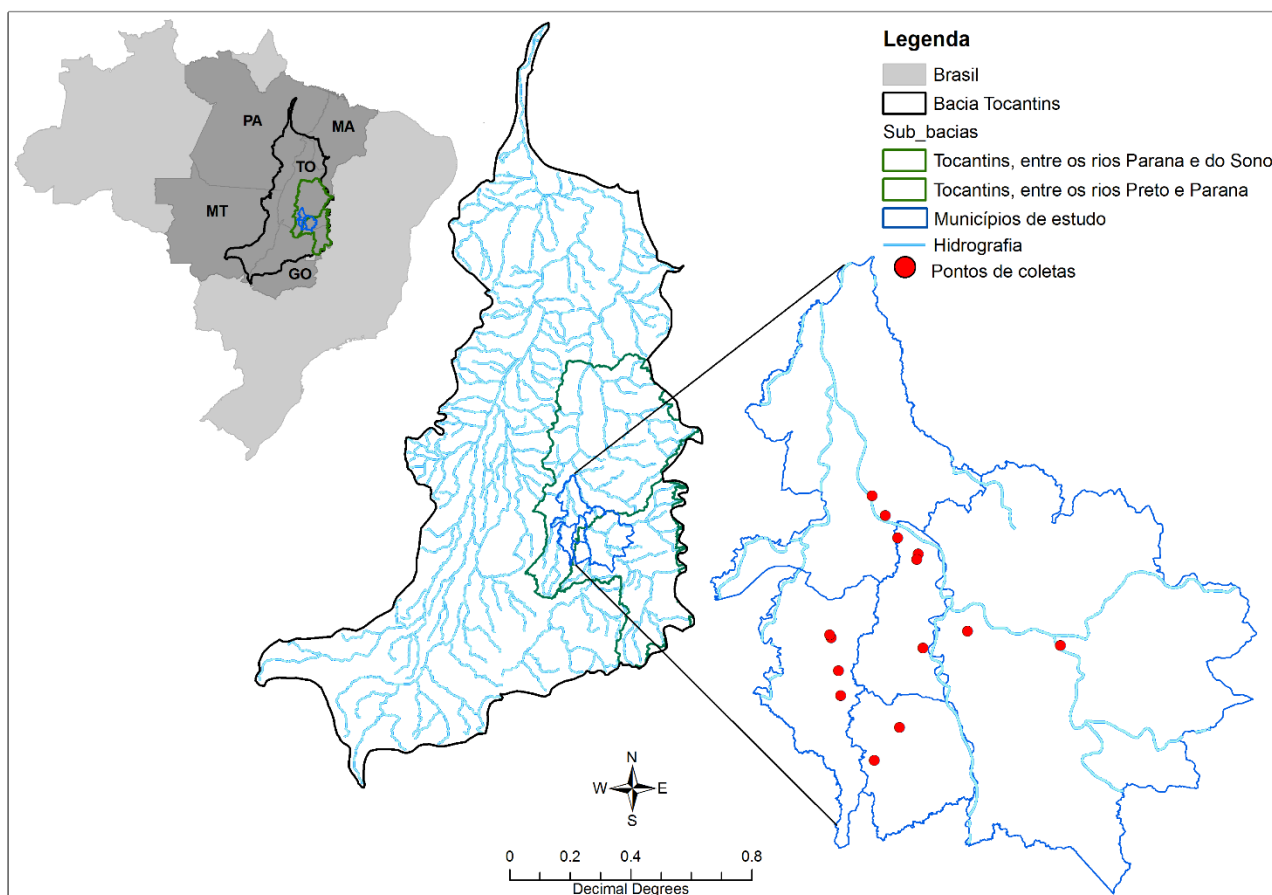 PA
MA
TO
MT
GO
Legenda
Brasil
Bacia Tocantins
Sub_bacias
Tocantins, entre os rios Parana e do Sono
Tocantins, entre os rios Preto e Parana
Municípios de estudo
Hidrografia
Pontos de coletas
N
W E
S
0 0.2 0.4 0.8
Decimal Degrees